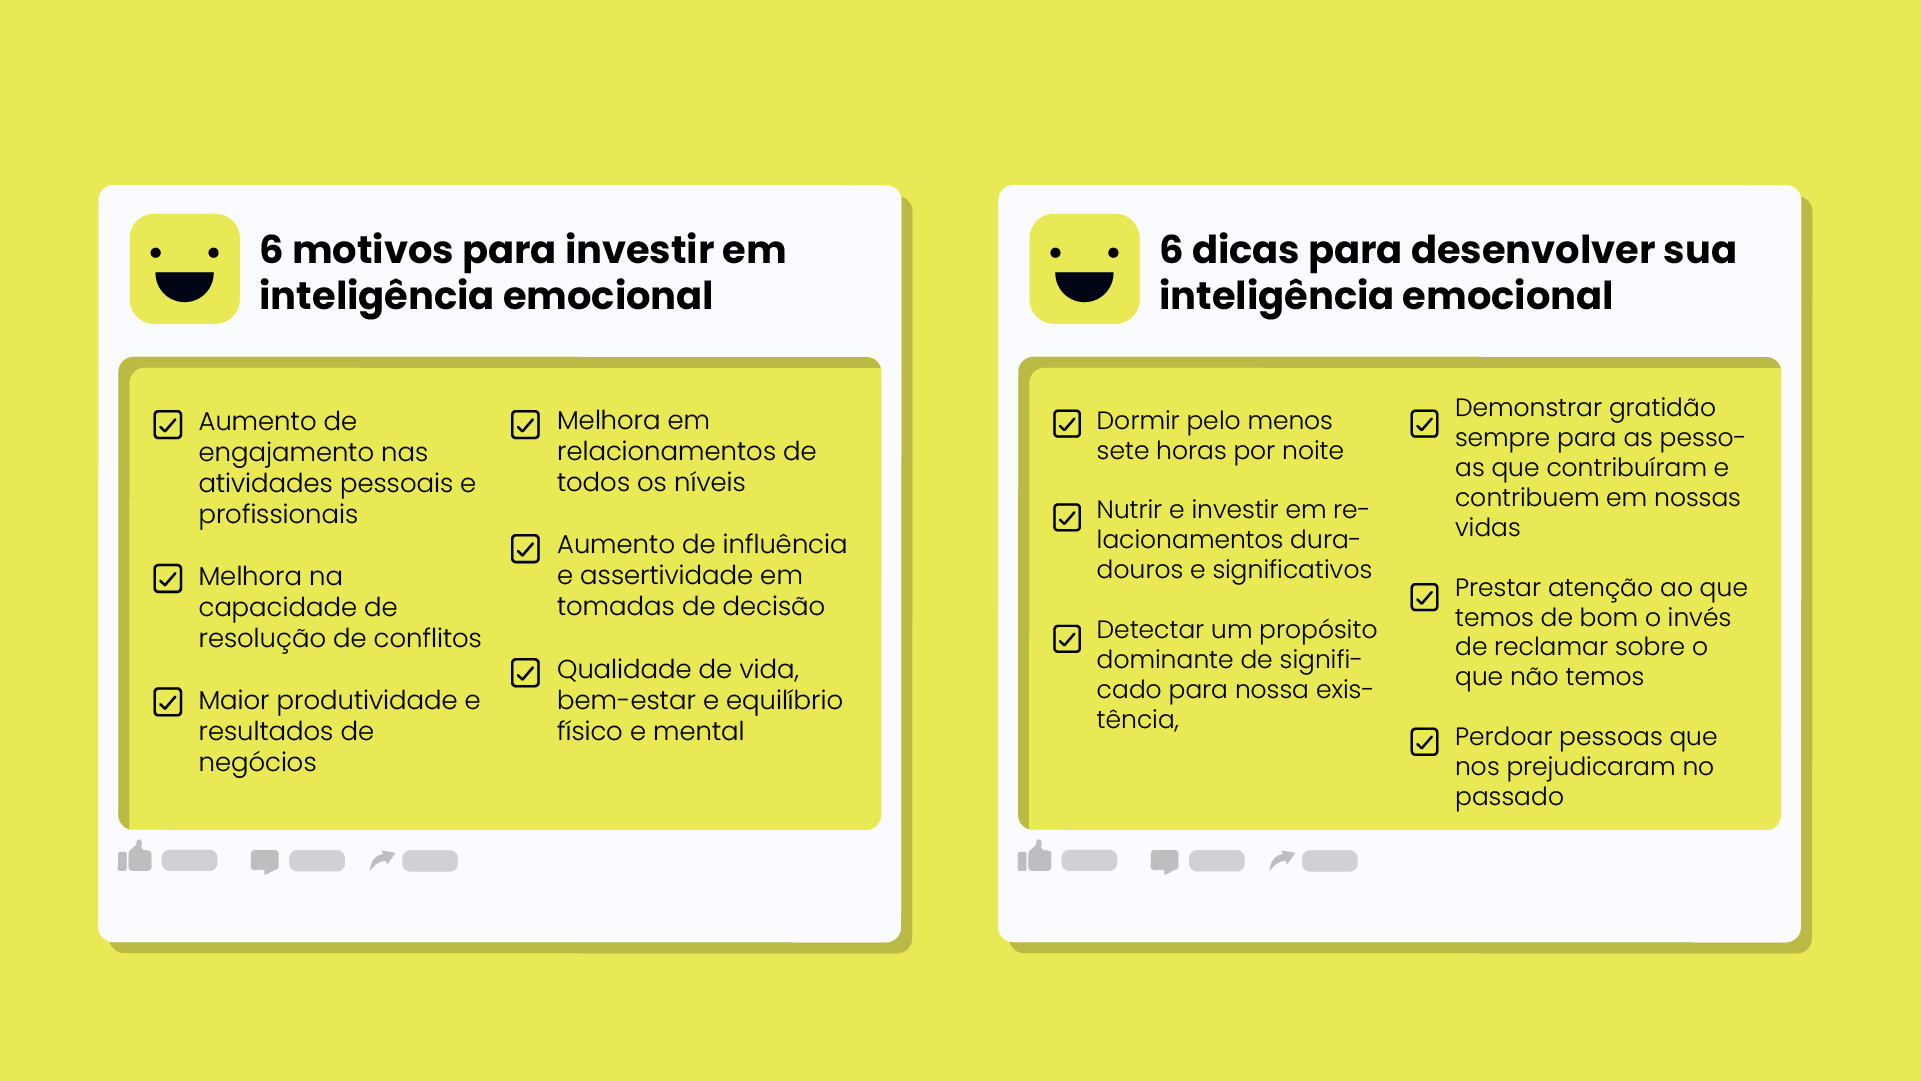 6 motivos para investir em
inteligência emocional
Aumento de
engajamento nas
atividades pessoais e
profissionais
Melhora na
capacidade de
resolução de conflitos
Maior produtividade e
resultados de
negócios
Melhora em
relacionamentos de
todos os níveis
Aumento de influência
e assertividade em
tomadas de decisão
Qualidade de vida,
bem-estar e equilíbrio
físico e mental
6 dicas para desenvolver sua
inteligência emocional
Dormir pelo menos
sete horas por noite
Nutrir e investir em re-
lacionamentos dura-
douros e significativos
Detectar um propósito
dominante de signifi-
cado para nossa exis-
tência,
Demonstrar gratidão
sempre para as pesso-
as que contribuíram e
contribuem em nossas
vidas
Prestar atenção ao que
temos de bom o invés
de reclamar sobre o
que não temos
Perdoar pessoas que
nos prejudicaram no
passado